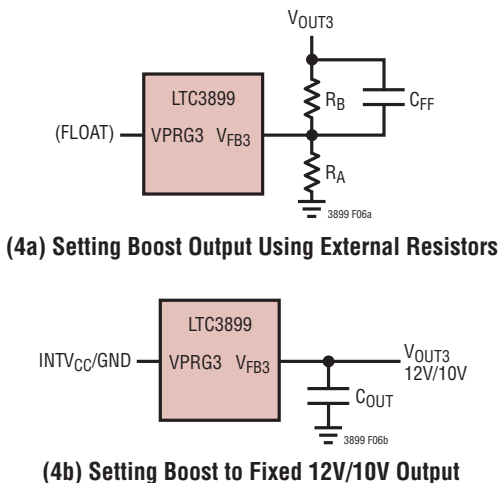 VOUT3
LTC3899
RB
CFF
(FLOAT)
VPRG3
VFB3
RA
3899 F06a
(4a) Setting Boost Output Using External Resistors
LTC3899
INTVCC/GND
VPRG3
VFB3
VOUT3
12V/10V
COUT
3899 F06b
(4b) Setting Boost to Fixed 12V/10V Output